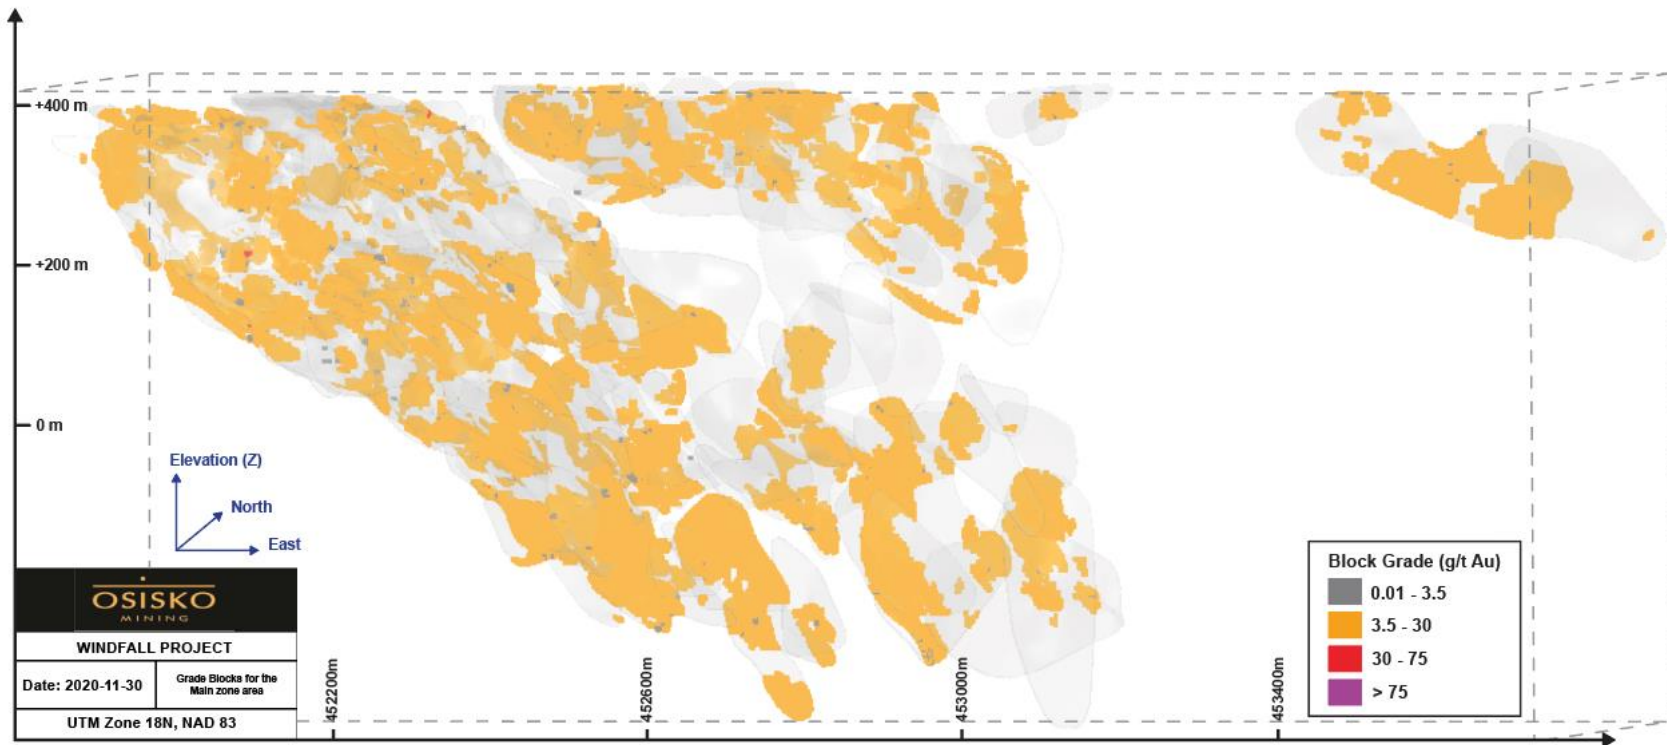 +400 m
+200 m
0 m
Elevation (Z)
North
East
OSISKO
MINING
WINDFALL PROJECT
Date: 2020-11-30
Grade Blocks for the
Main zone area
UTM Zone 18N, NAD 83
452200m
452600m
453000m
453400m
Block Grade (g/t Au)
0.01 - 3.5
3.5 - 30
30 - 75
> 75